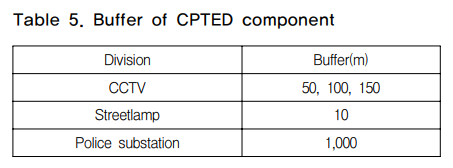 Table 5. Buffer of CPTED component
Division Buffer(m)
CCTV 50, 100, 150
Streetlamp 10
Police substation 1,000